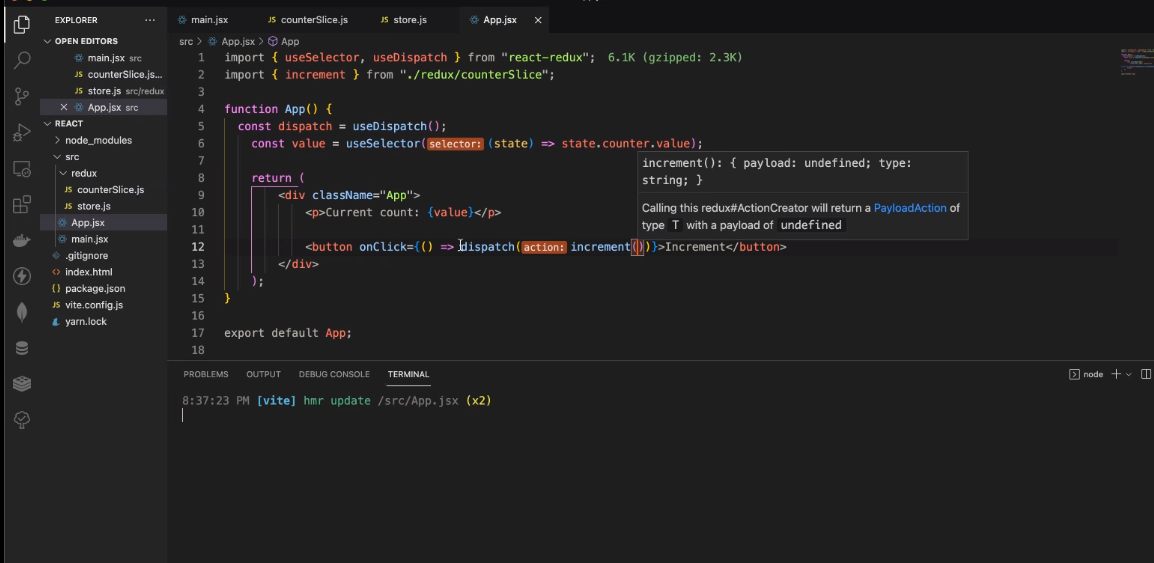 EXPLORER ...
OPEN EDITORS
main.jsx src
counterSlice.js...
store.js src/redux
App.jsx src
REACT
node_modules
src
redux
JS counterSlice.js
JS store.js
App.jsx
main.jsx
.gitignore
<> index.html
{} package.json
JS vite.config.js
yarn.lock
main.jsx JS counterSlice.js JS store.js App.jsx
src > App.jsx > App
1 import { useSelector, useDispatch } from "react-redux"; 6.1K (gzipped: 2.3K)
2 import { increment } from "./redux/counterSlice";
3
4 function App() {
5 const dispatch = useDispatch();
6 const value = useSelector(selector: (state) => state.counter.value);
7
8 return (
9 <div className="App">
10 <p>Current count: {value}</p>
11
12 <button onClick={() => dispatch(action: increment())}>Increment</button>
13 </div>
14 );
15 }
16
17 export default App;
18
increment(): { payload: undefined; type:
string; }
Calling this redux#ActionCreator will return a PayloadAction of
type T with a payload of undefined
PROBLEMS OUTPUT DEBUG CONSOLE TERMINAL
node
8:37:23 PM [vite] hmr update /src/App.jsx (x2)